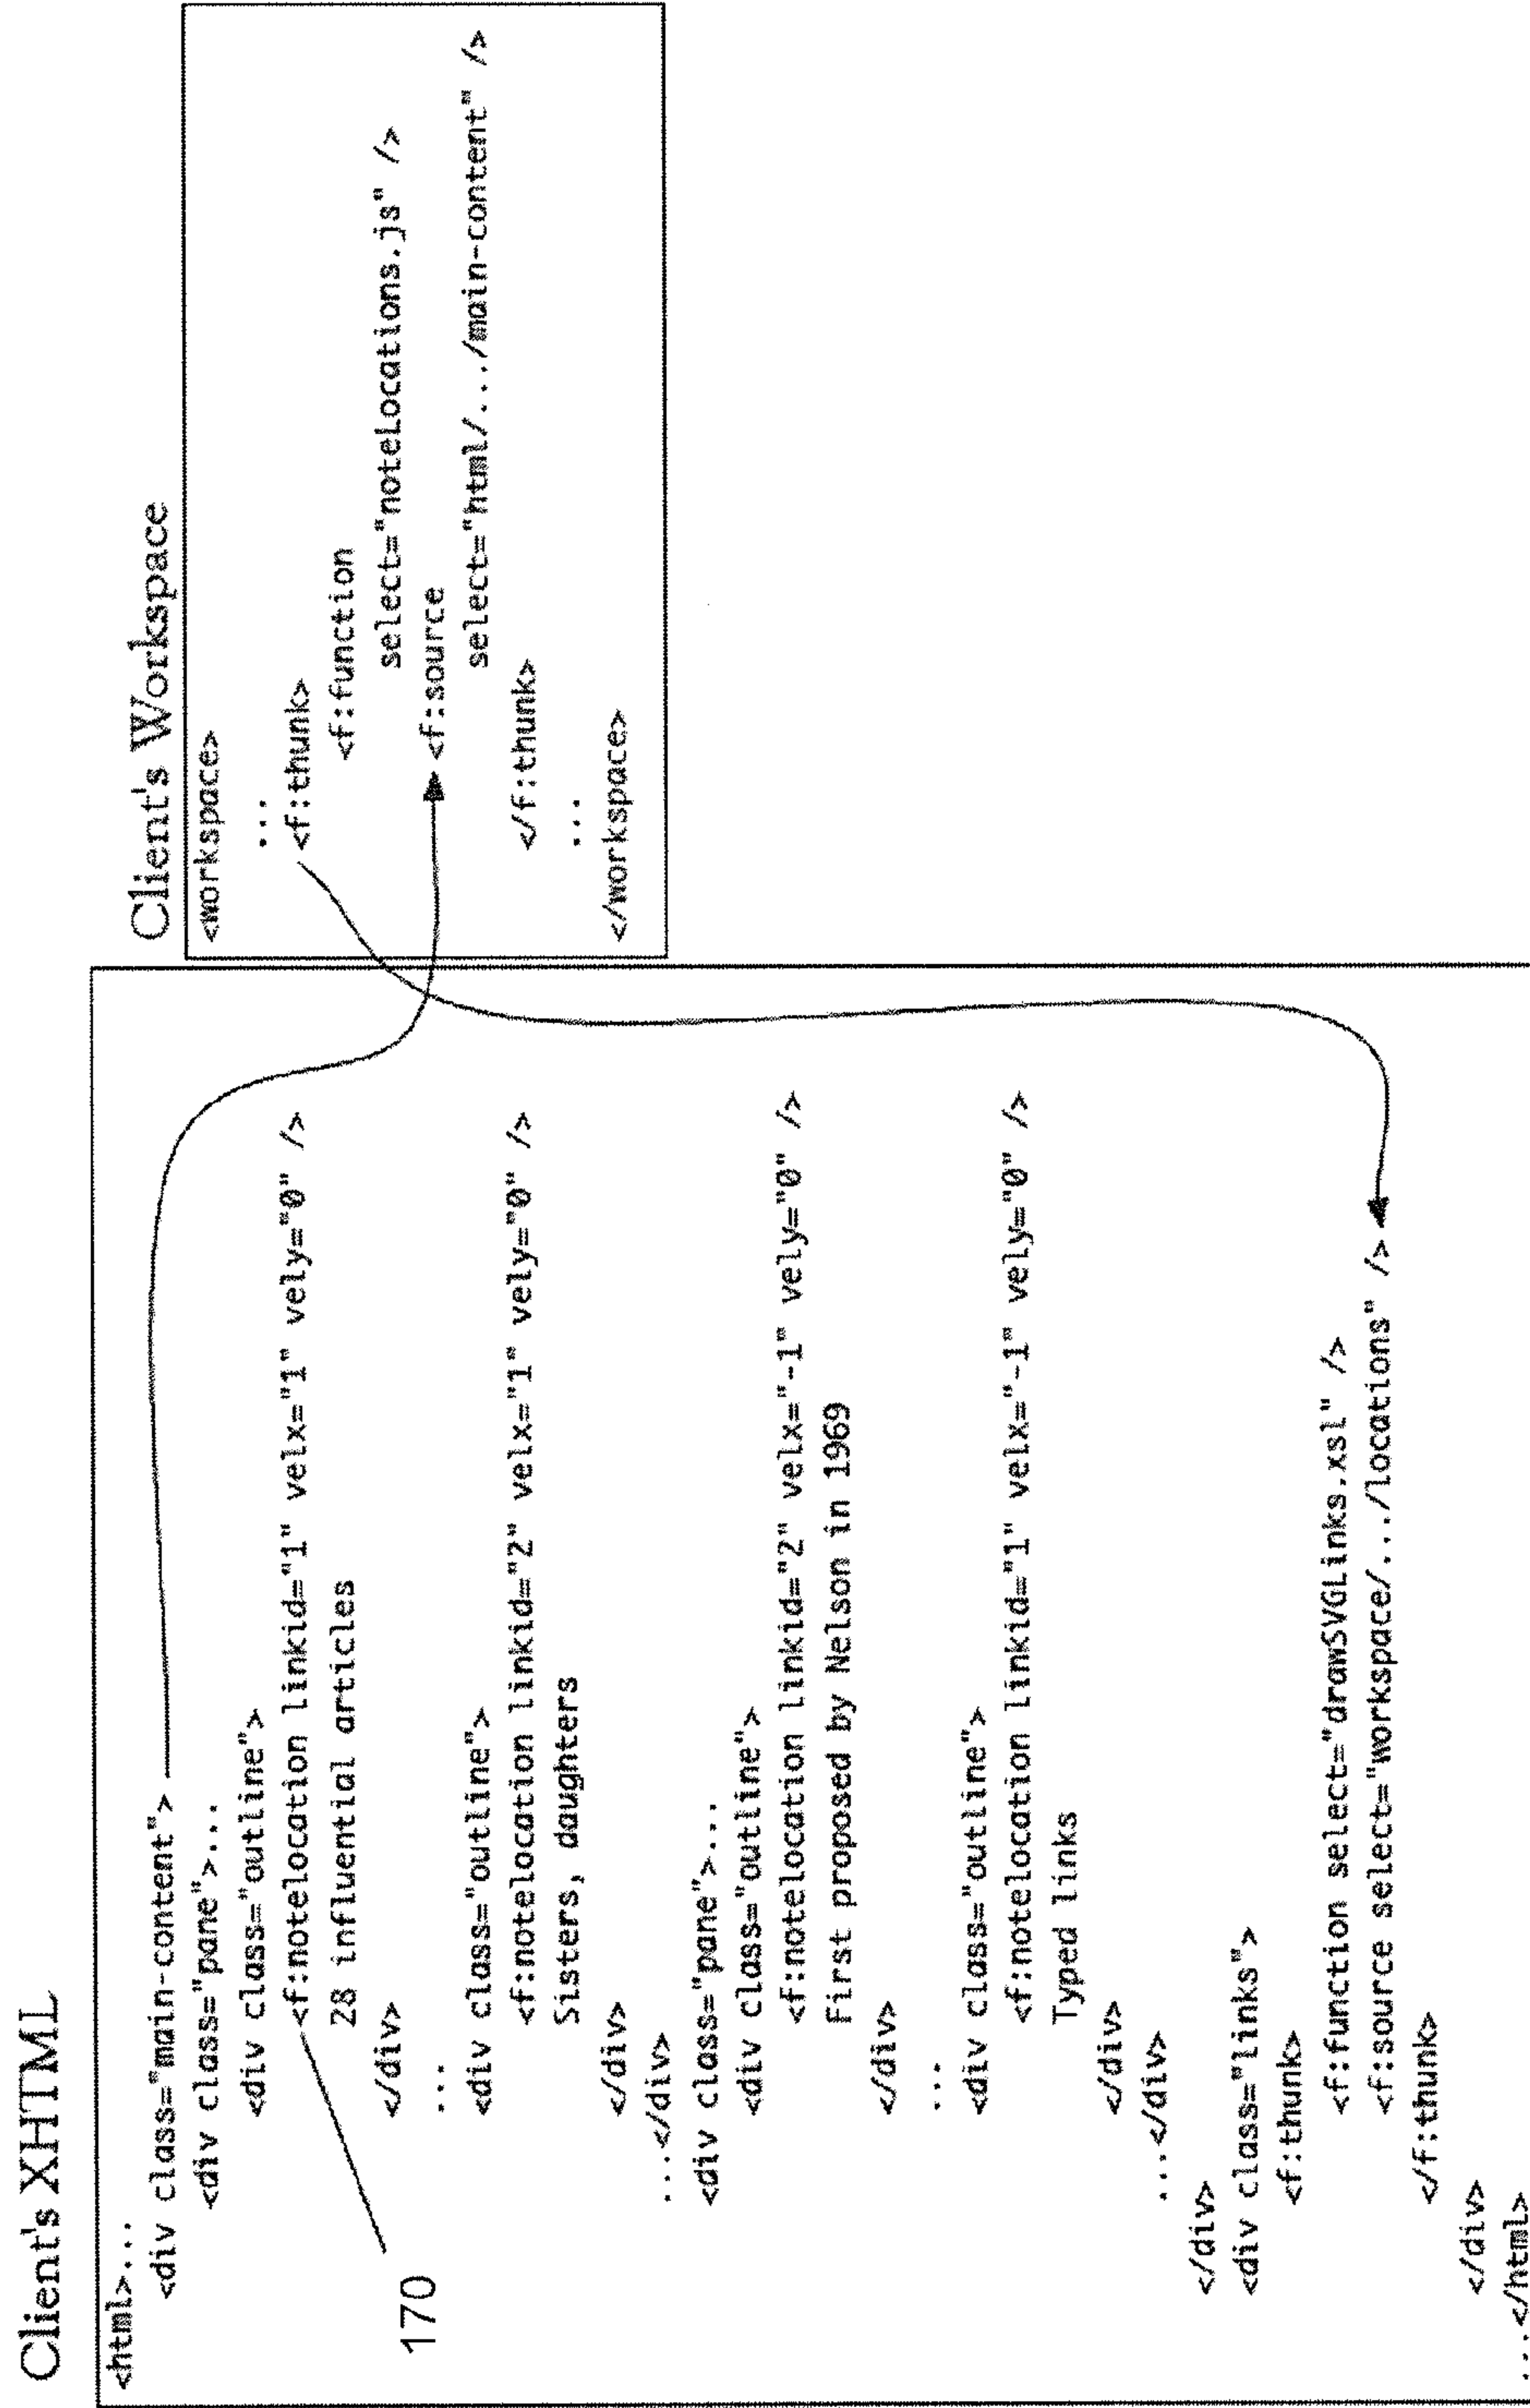 Client's XHTML
<html>...
<div class="main-content">
<div class="pane">...
<div class="outline">
<f:notelocation linkid="1" velx="1" vely="0" />
28 influential articles
</div>
...
<div class="outline">
<f:notelocation linkid="2" velx="1" vely="0" />
Sisters, daughters
</div>
...</div>
<div class="pane">...
<div class="outline">
<f:notelocation linkid="2" velx="-1" vely="0" />
First proposed by Nelson in 1969
</div>
...
<div class="outline">
<f:notelocation linkid="1" velx="-1" vely="0" />
Typed links
</div>
...</div>
</div>
<div class="links">
<f:thunk>
<f:function select="drawSVGLinks.xsl" />
<f:source select="workspace/.../locations" />
</f:thunk>
</div>
...</html>
170
Client's Workspace
<workspace>
...
<f:thunk>
<f:function
select="noteLocations.js" />
<f:source
select="html/.../main-content" />
</f:thunk>
...
</workspace>